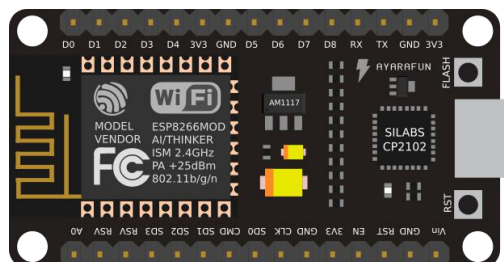 D0 D1 D2 D3 D4 3V3 GND D5 D6 D7 D8 RX TX GND 3V3
AYARAFUN
FLASH
WiFi
MODEL
VENDOR
ESP8266MOD
AI/THINKER
ISM 2.4GHz
PA +25dBm
802.11b/g/n
FC
AM1117
SILABS
CP2102
RST
A0 RSV RSV SD3 SD2 SD1 CMD SD0 CLK GND 3V3 EN RST GND Vin